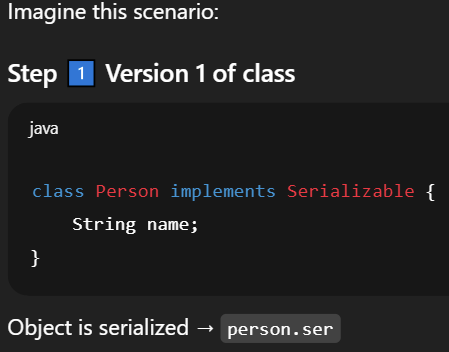 Imagine this scenario:
Step 1 Version 1 of class
java
class Person implements Serializable {
    String name;
}
Object is serialized → person.ser